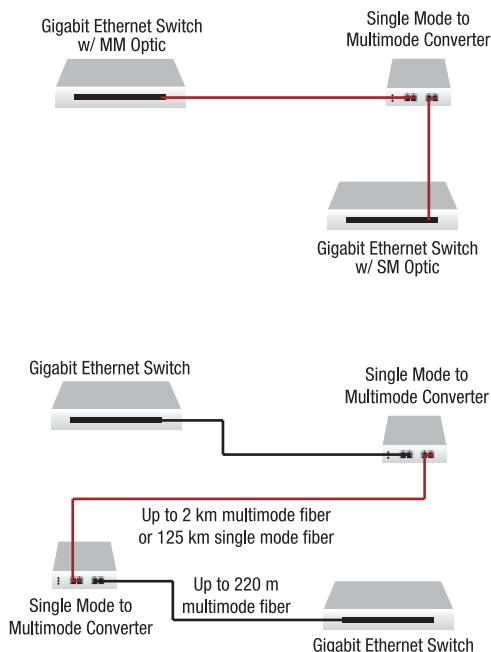 Gigabit Ethernet Switch
w/ MM Optic
Single Mode to
Multimode Converter
Gigabit Ethernet Switch
w/ SM Optic
Gigabit Ethernet Switch
Single Mode to
Multimode Converter
Up to 2 km multimode fiber
or 125 km single mode fiber
Up to 220 m
multimode fiber
Single Mode to
Multimode Converter
Gigabit Ethernet Switch